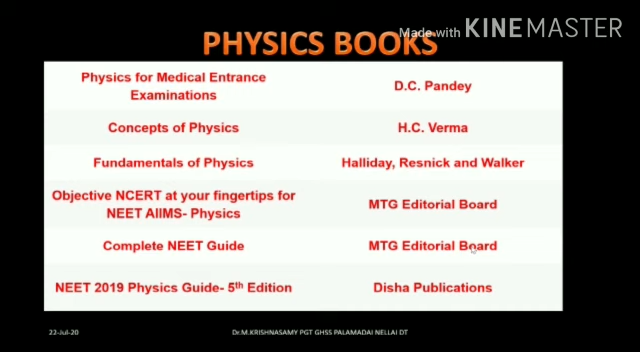 Made with KINEMASTER
PHYSICS BOOKS
Physics for Medical Entrance
Examinations
D.C. Pandey
Concepts of Physics
H.C. Verma
Fundamentals of Physics
Halliday, Resnick and Walker
Objective NCERT at your fingertips for
NEET AIIMS- Physics
MTG Editorial Board
Complete NEET Guide
MTG Editorial Board
NEET 2019 Physics Guide- 5th Edition
Disha Publications
22-Jul-20
Dr.M.KRISHNASAMY PGT GHSS PALAMADAI NELLAI DT